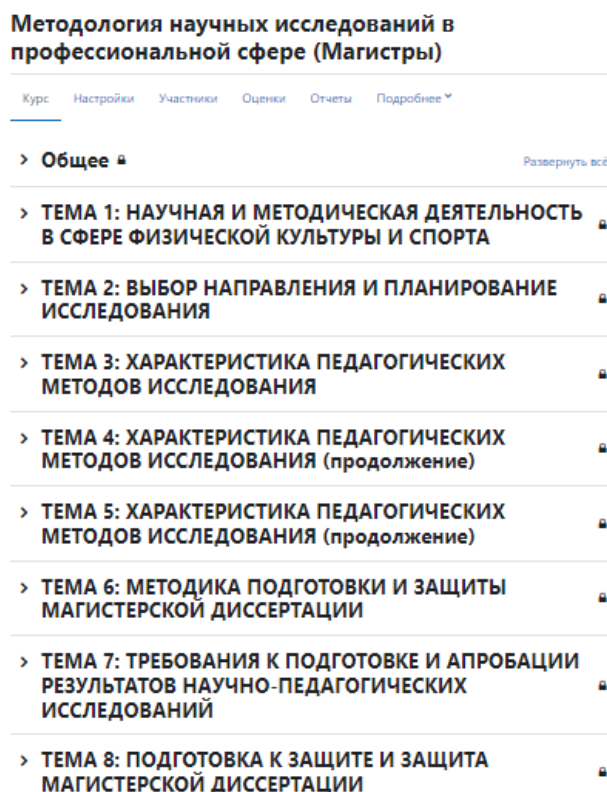 Методология научных исследований в
профессиональной сфере (Магистры)
Курс Настройки Участники Оценки Отчеты Подробнее
Общее Развернуть всё
ТЕМА 1: НАУЧНАЯ И МЕТОДИЧЕСКАЯ ДЕЯТЕЛЬНОСТЬ
В СФЕРЕ ФИЗИЧЕСКОЙ КУЛЬТУРЫ И СПОРТА
ТЕМА 2: ВЫБОР НАПРАВЛЕНИЯ И ПЛАНИРОВАНИЕ
ИССЛЕДОВАНИЯ
ТЕМА 3: ХАРАКТЕРИСТИКА ПЕДАГОГИЧЕСКИХ
МЕТОДОВ ИССЛЕДОВАНИЯ
ТЕМА 4: ХАРАКТЕРИСТИКА ПЕДАГОГИЧЕСКИХ
МЕТОДОВ ИССЛЕДОВАНИЯ (продолжение)
ТЕМА 5: ХАРАКТЕРИСТИКА ПЕДАГОГИЧЕСКИХ
МЕТОДОВ ИССЛЕДОВАНИЯ (продолжение)
ТЕМА 6: МЕТОДИКА ПОДГОТОВКИ И ЗАЩИТЫ
МАГИСТЕРСКОЙ ДИССЕРТАЦИИ
ТЕМА 7: ТРЕБОВАНИЯ К ПОДГОТОВКЕ И АПРОБАЦИИ
РЕЗУЛЬТАТОВ НАУЧНО-ПЕДАГОГИЧЕСКИХ
ИССЛЕДОВАНИЙ
ТЕМА 8: ПОДГОТОВКА К ЗАЩИТЕ И ЗАЩИТА
МАГИСТЕРСКОЙ ДИССЕРТАЦИИ